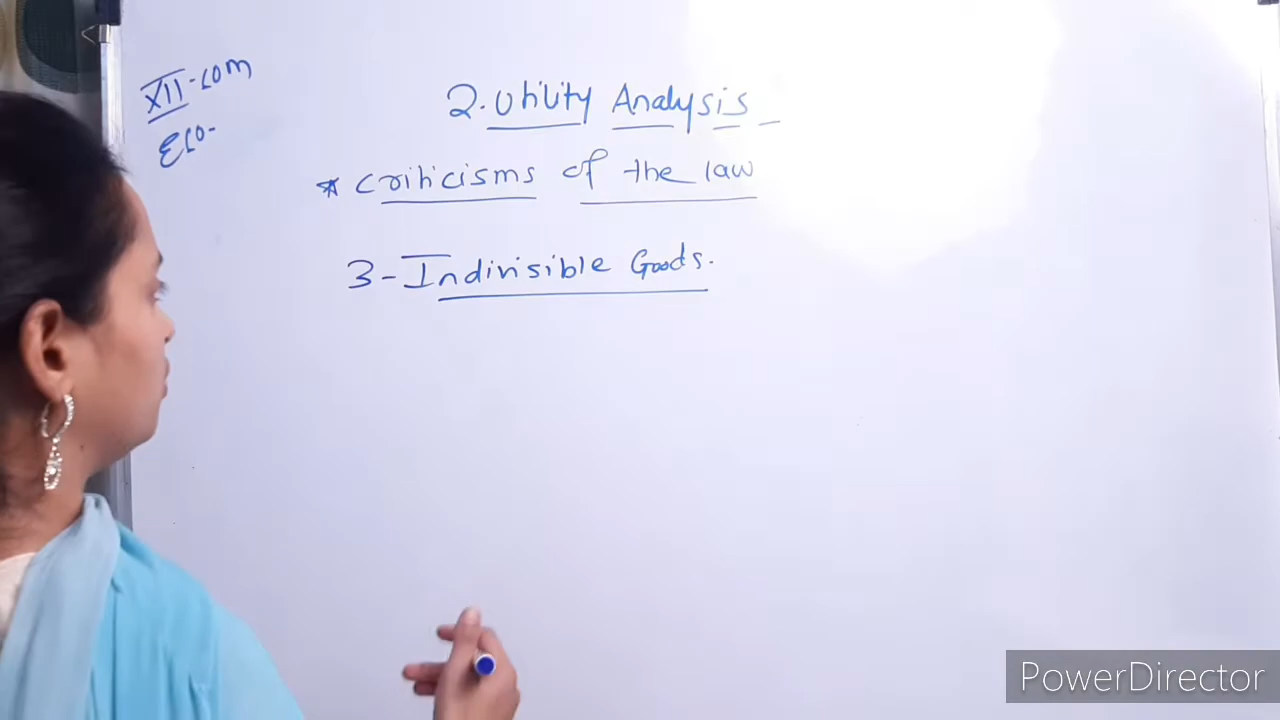 XII-com
Eco-
2. Utility Analysis
* criticisms of the law
3- Indivisible Goods.
PowerDirector